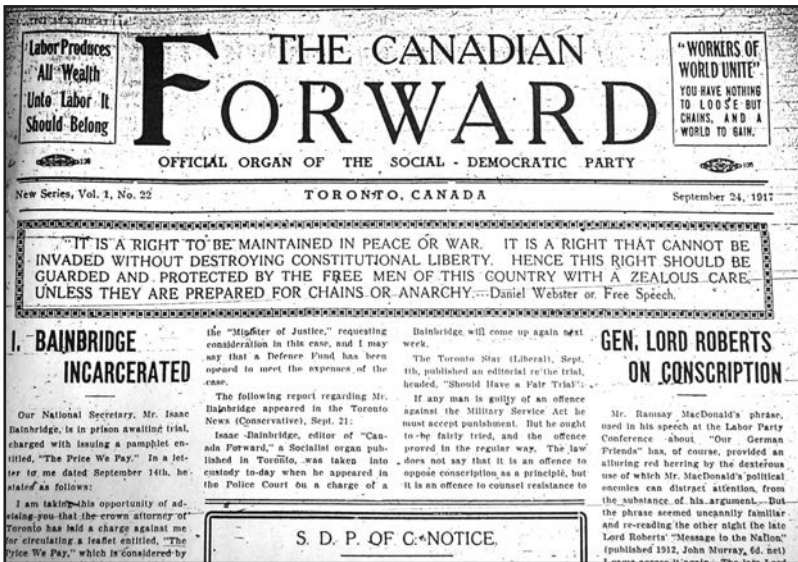 Labor Produces
All Wealth
Unto Labor It
Should Belong
THE CANADIAN
FORWARD
OFFICIAL ORGAN OF THE SOCIAL - DEMOCRATIC PARTY
"WORKERS OF
WORLD UNITE"
YOU HAVE NOTHING
TO LOOSE BUT
CHAINS, AND A
WORLD TO GAIN.
New Series, Vol. 1, No. 22
TORONTO, CANADA
September 24, 1917
"IT IS A RIGHT TO BE MAINTAINED IN PEACE OR WAR. IT IS A RIGHT THAT CANNOT BE
INVADED WITHOUT DESTROYING CONSTITUTIONAL LIBERTY. HENCE THIS RIGHT SHOULD BE
GUARDED AND PROTECTED BY THE FREE MEN OF THIS COUNTRY WITH A ZEALOUS CARE,
UNLESS THEY ARE PREPARED FOR CHAINS OR ANARCHY.--Daniel Webster or Free Speech.
I. BAINBRIDGE
INCARCERATED
Our National Secretary, Mr. Isaac
Bainbridge, is in prison awaiting trial,
charged with issuing a pamphlet en-
titled, "The Price We Pay." In a let-
ter to me dated September 14th, he
stated as follows:
I am taking this opportunity of ad-
vising you that the crown attorney of
Toronto has laid a charge against me
for circulating a leaflet entitled, "The
Price We Pay," which is considered by
the "Minister of Justice," requesting
consideration in this case, and I may
say that a Defence Fund has been
opened to meet the expenses of the
case.
The following report regarding Mr.
Bainbridge appeared in the Toronto
News (Conservative), Sept. 21:
Isaac Bainbridge, editor of "Cana-
da Forward," a Socialist organ pub-
lished in Toronto, was taken into
custody to-day when he appeared in
the Police Court on a charge of a
Bainbridge will come up again next
week.
The Toronto Star (Liberal), Sept.
published an editorial re the trial,
headed, "Should Have a Fair Trial":
If any man is guilty of an offence
against the Military Service Act he
must accept punishment. But he ought
to be fairly tried, and the offence
proved in the regular way. The law
does not say that it is an offence to
oppose conscription as a principle, but
it is an offence to counsel resistance to
S. D. P. OF C. NOTICE.
GEN. LORD ROBERTS
ON CONSCRIPTION
Mr. Ramsay MacDonald's phrase,
used in his speech at the Labor Party
Conference about "Our German
Friends" has, of course, provided an
alluring red herring by the dexterous
use of which Mr. MacDonald's political
enemies can distract attention from
the substance of his argument. But
the phrase seemed uncannily familiar
and re-reading the other night the late
Lord Roberts' "Message to the Nation"
(published 1912, John Murray, 6d. net)